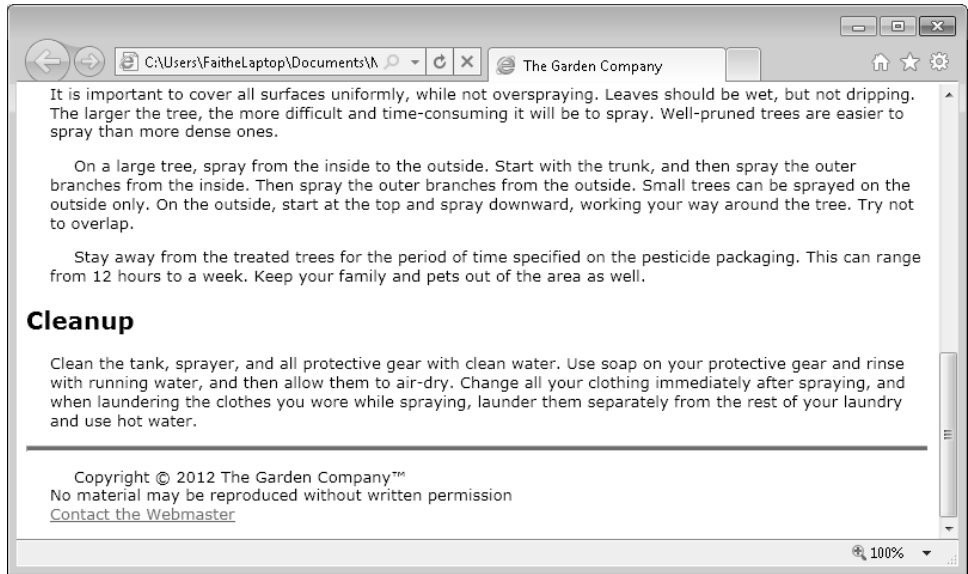 C:\Users\FaitheLaptop\Documents\
The Garden Company
It is important to cover all surfaces uniformly, while not overspraying. Leaves should be wet, but not dripping.
The larger the tree, the more difficult and time-consuming it will be to spray. Well-pruned trees are easier to
spray than more dense ones.
On a large tree, spray from the inside to the outside. Start with the trunk, and then spray the outer
branches from the inside. Then spray the outer branches from the outside. Small trees can be sprayed on the
outside only. On the outside, start at the top and spray downward, working your way around the tree. Try not
to overlap.
Stay away from the treated trees for the period of time specified on the pesticide packaging. This can range
from 12 hours to a week. Keep your family and pets out of the area as well.
Cleanup
Clean the tank, sprayer, and all protective gear with clean water. Use soap on your protective gear and rinse
with running water, and then allow them to air-dry. Change all your clothing immediately after spraying, and
when laundering the clothes you wore while spraying, launder them separately from the rest of your laundry
and use hot water.
Copyright © 2012 The Garden Company™
No material may be reproduced without written permission
Contact the Webmaster
100%